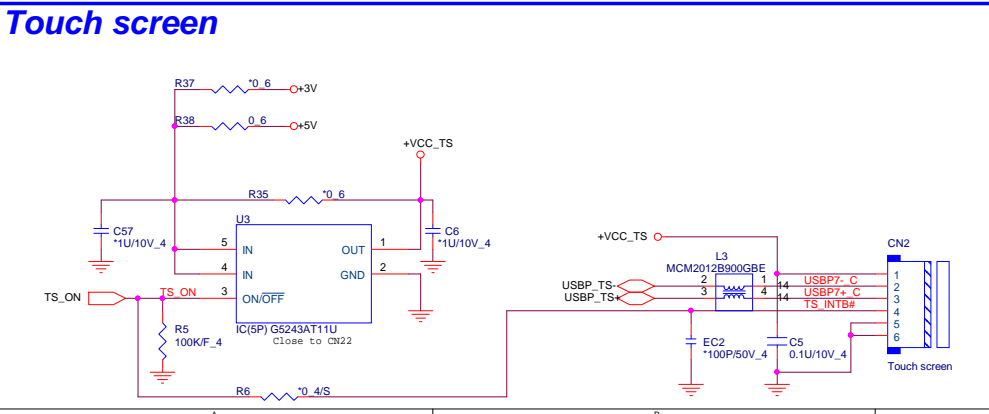 Touch screen
R37 *0_6 +3V
R38 0_6 +5V
+VCC_TS
R35 *0_6
C57
*1U/10V_4
U3
C6
*1U/10V_4
5 IN OUT 1
4 IN GND 2
TS_ON TS_ON 3 ON/OFF
IC(5P) G5243AT11U
Close to CN22
R5
100K/F_4
R6 *0_4/S
+VCC_TS
CN2
L3
MCM2012B900GBE
USBP_TS- 2 1 14 USBP7-_C
USBP_TS+ 3 4 14 USBP7+_C
TS_INTB#
1
2
3
4
5
6
EC2
*100P/50V_4
C5
0.1U/10V_4
Touch screen